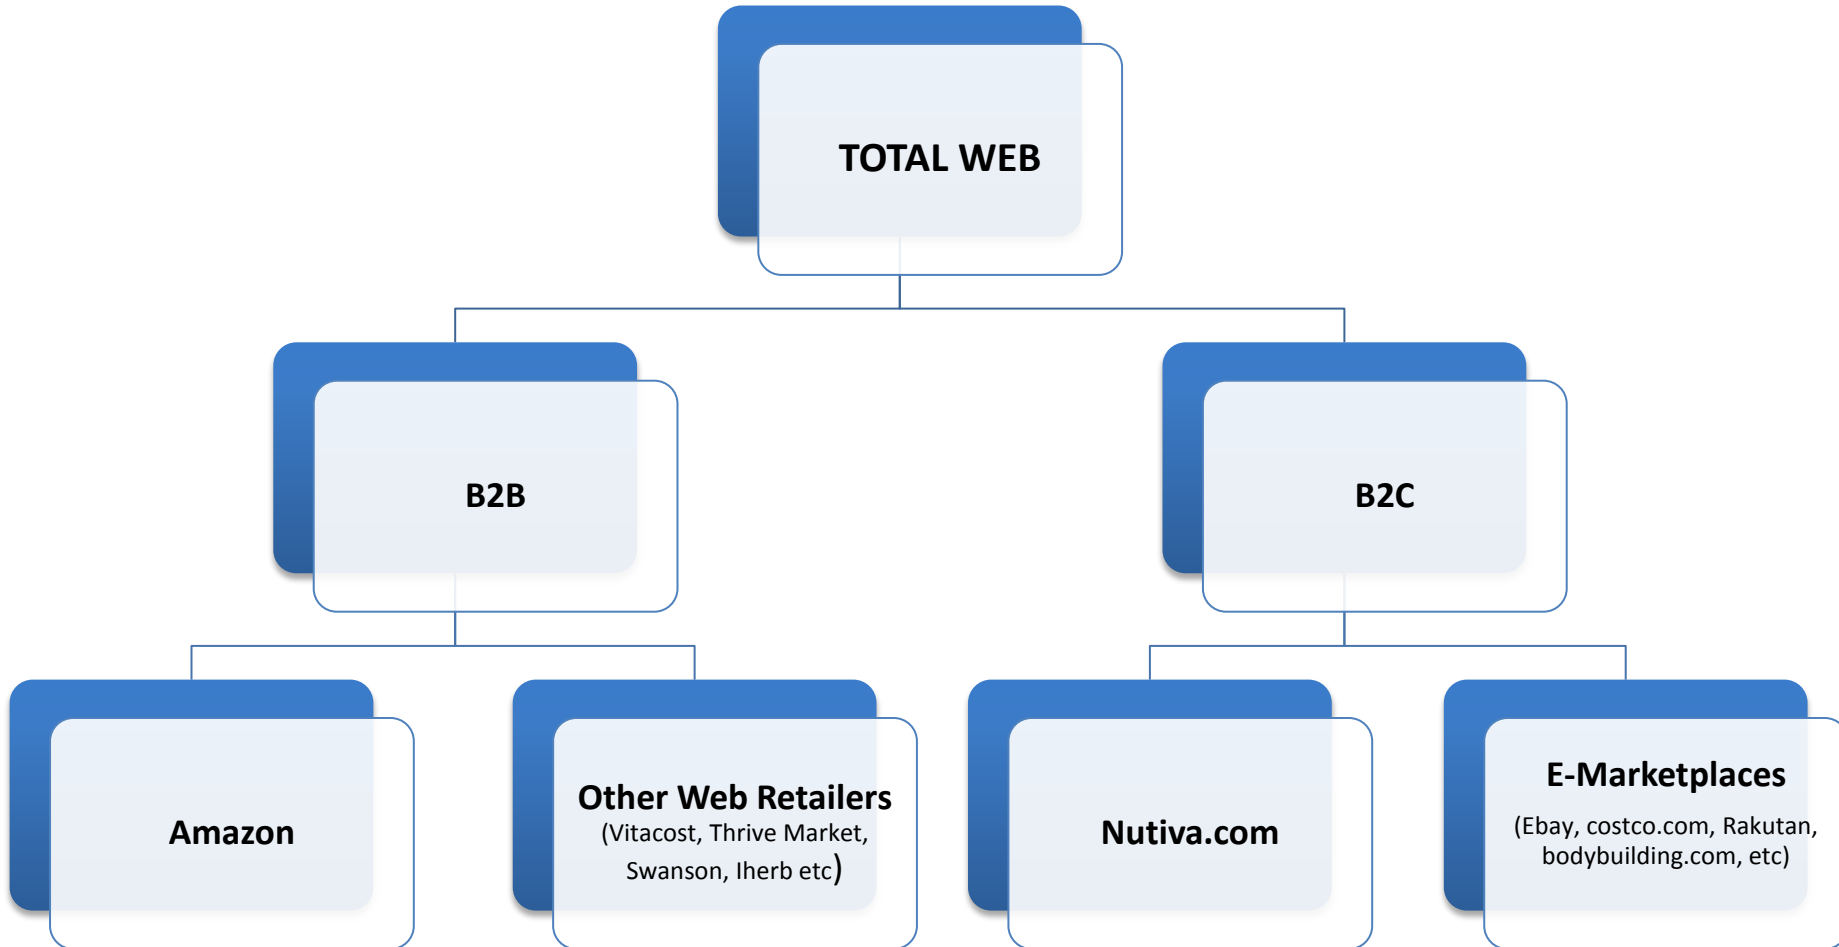 TOTAL WEB
B2B
B2C
Amazon
Other Web Retailers
(Vitacost, Thrive Market,
Swanson, Iherb etc)
Nutiva.com
E-Marketplaces
(Ebay, costco.com, Rakutan,
bodybuilding.com, etc)